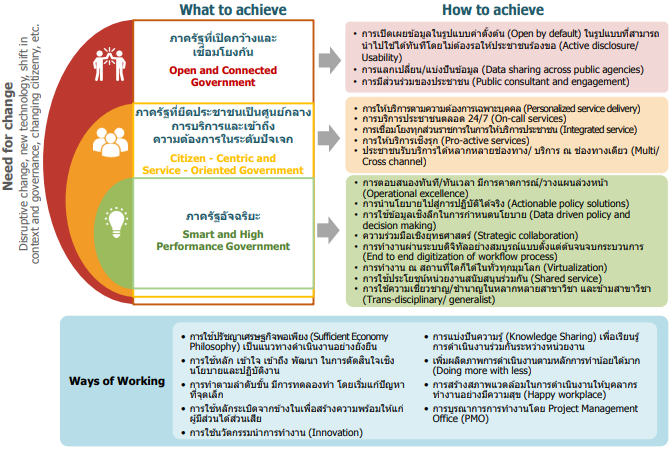 Need for change
Disruptive change, new technology, shift in
context and governance, changing citizenry, etc.
What to achieve
ภาครัฐที่เปิดกว้างและ
เชื่อมโยงกัน
Open and Connected
Government
ภาครัฐที่ยึดประชาชนเป็นศูนย์กลาง
การบริการและเข้าถึง
ความต้องการในระดับปัจเจก
Citizen - Centric and
Service - Oriented Government
ภาครัฐอัจฉริยะ
Smart and High
Performance Government
How to achieve
• การเปิดเผยข้อมูลในรูปแบบค่าตั้งต้น (Open by default) ในรูปแบบที่สามารถ
นำไปใช้ได้ทันทีโดยไม่ต้องรอให้ประชาชนร้องขอ (Active disclosure/
Usability)
• การแลกเปลี่ยน/แบ่งปันข้อมูล (Data sharing across public agencies)
• การมีส่วนร่วมของประชาชน (Public consultant and engagement)
• การให้บริการตามความต้องการเฉพาะบุคคล (Personalized service delivery)
• การบริการประชาชนตลอด 24/7 (On-call services)
• การเชื่อมโยงทุกส่วนราชการในการให้บริการประชาชน (Integrated service)
• การให้บริการเชิงรุก (Pro-active services)
• ประชาชนรับบริการได้หลากหลายช่องทาง/ บริการ ณ ช่องทางเดียว (Multi/
Cross channel)
• การตอบสนองทันที/ทันเวลา มีการคาดการณ์/วางแผนล่วงหน้า
(Operational excellence)
• การนำนโยบายไปสู่การปฏิบัติได้จริง (Actionable policy solutions)
• การใช้ข้อมูลเชิงลึกในการกำหนดนโยบาย (Data driven policy and
decision making)
• ความร่วมมือเชิงยุทธศาสตร์ (Strategic collaboration)
• การทำงานผ่านระบบดิจิทัลอย่างสมบูรณ์แบบตั้งแต่ต้นจนจบกระบวนการ
(End to end digitization of workflow process)
• การทำงาน ณ สถานที่ใดก็ได้ในทั่วทุกมุมโลก (Virtualization)
• การใช้ประโยชน์หน่วยงานสนับสนุนร่วมกัน (Shared service)
• การใช้ความเชี่ยวชาญ/ชำนาญในหลากหลายสาขาวิชา และข้ามสาขาวิชา
(Trans-disciplinary/ generalist)
Ways of Working
• การใช้ปรัชญาเศรษฐกิจพอเพียง (Sufficient Economy
Philosophy) เป็นแนวทางดำเนินงานอย่างยั่งยืน
• การใช้หลัก เข้าใจ เข้าถึง พัฒนา ในการตัดสินใจเชิง
นโยบายและปฏิบัติงาน
• การทำตามลำดับขั้น มีการทดลองทำ โดยเริ่มแก้ปัญหา
ที่จุดเล็ก
• การใช้หลักระเบิดจากข้างในเพื่อสร้างความพร้อมให้แก่
ผู้มีส่วนได้ส่วนเสีย
• การใช้นวัตกรรมนำการทำงาน (Innovation)
• การแบ่งปันความรู้ (Knowledge Sharing) เพื่อเรียนรู้
การดำเนินงานร่วมกันระหว่างหน่วยงาน
• เพิ่มผลิตภาพการดำเนินงานตามหลักการทำน้อยได้มาก
(Doing more with less)
• การสร้างสภาพแวดล้อมในการดำเนินงานให้บุคลากร
ทำงานอย่างมีความสุข (Happy workplace)
• การบูรณาการการทำงานโดย Project Management
Office (PMO)